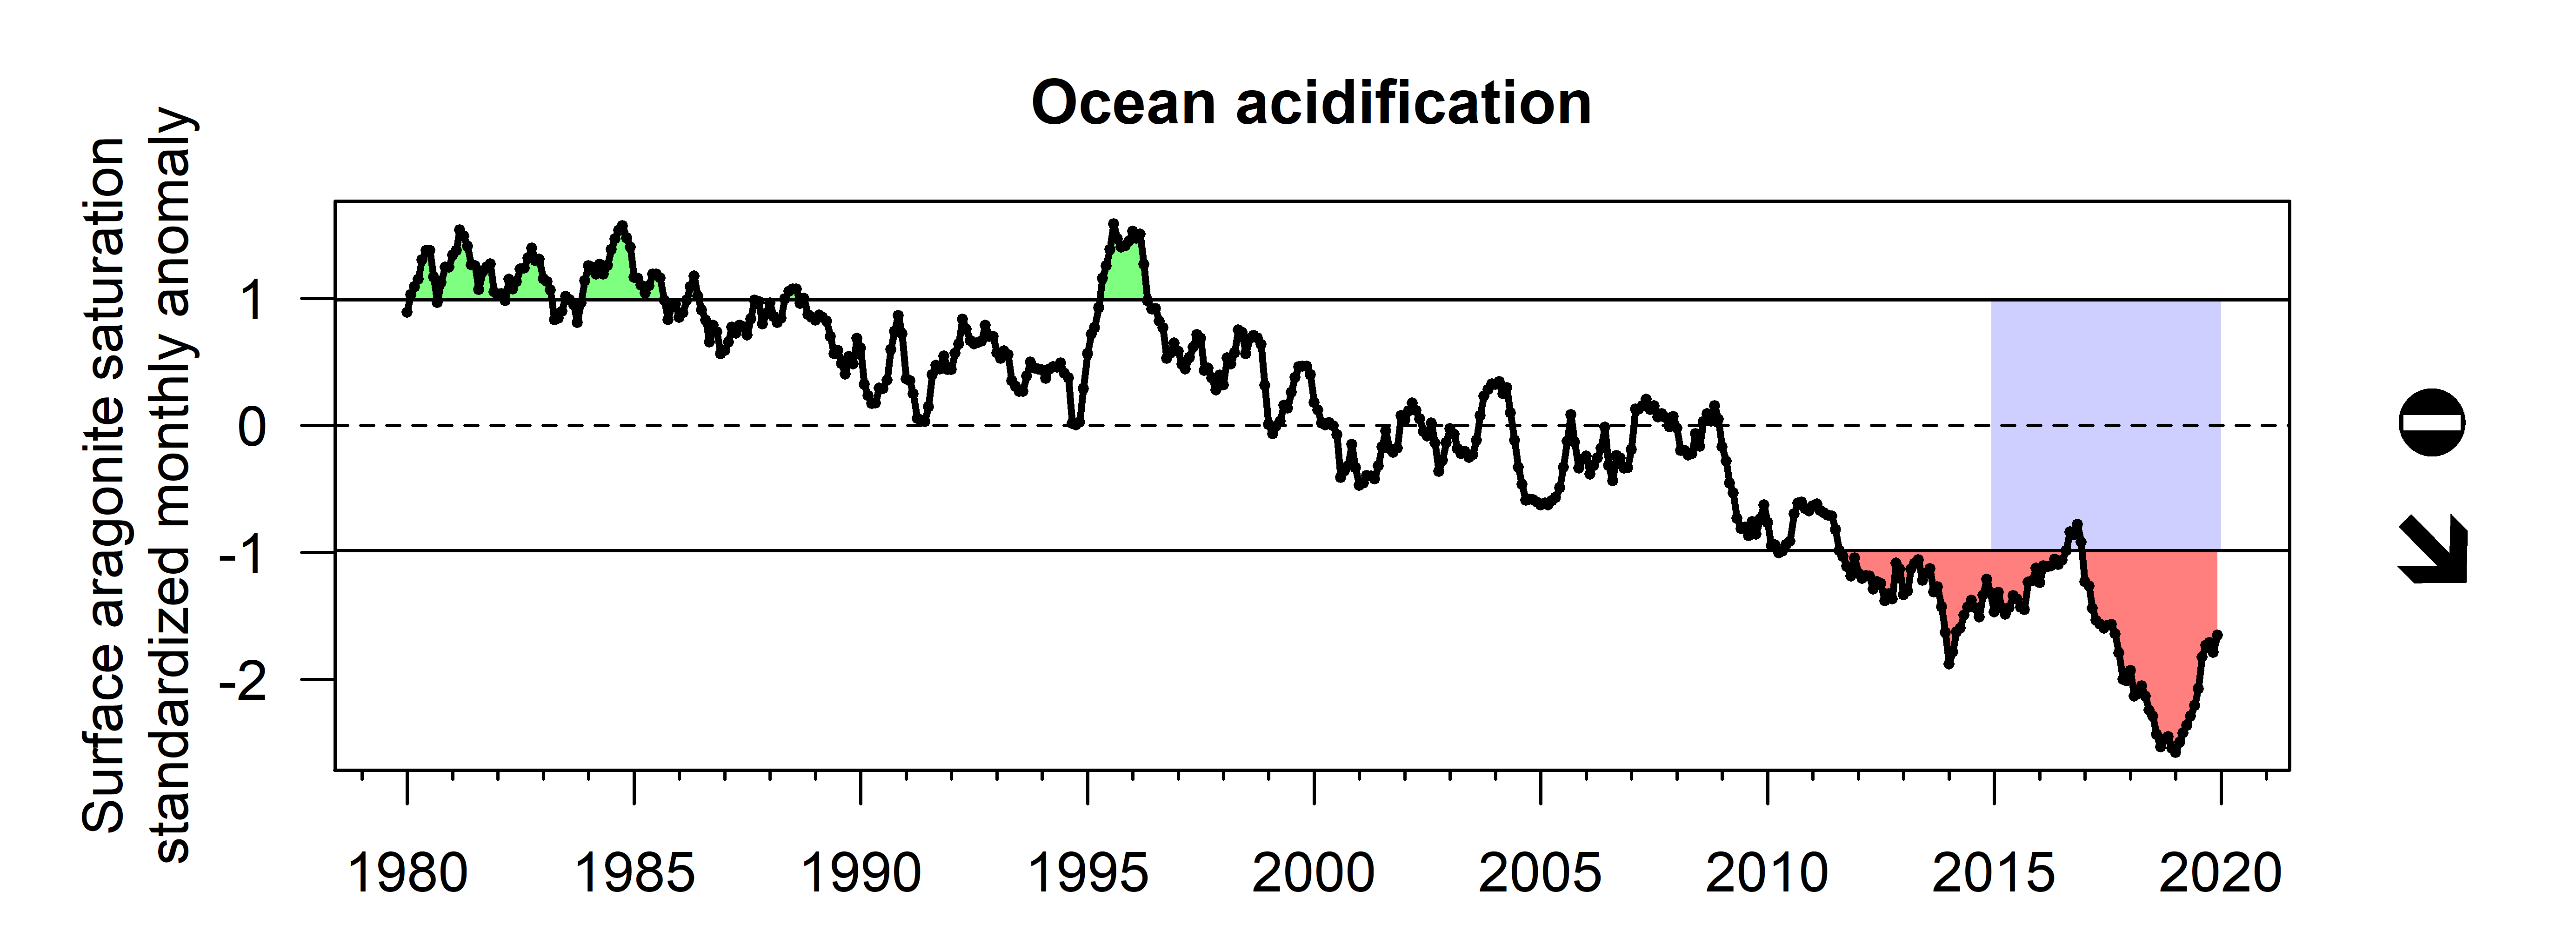 Ocean acidification
Surface aragonite saturation
standardized monthly anomaly
1
0
-1
-2
1980 1985 1990 1995 2000 2005 2010 2015 2020